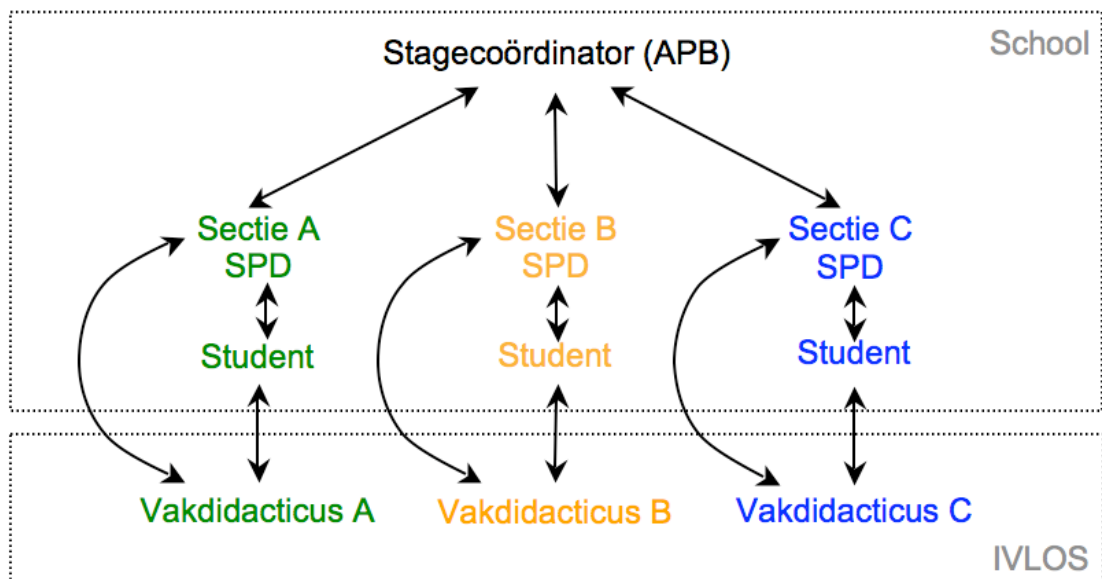 School
Stagecoördinator (APB)
Sectie A
SPD
Sectie B
SPD
Sectie C
SPD
Student
Student
Student
Vakdidacticus A
Vakdidacticus B
Vakdidacticus C
IVLOS